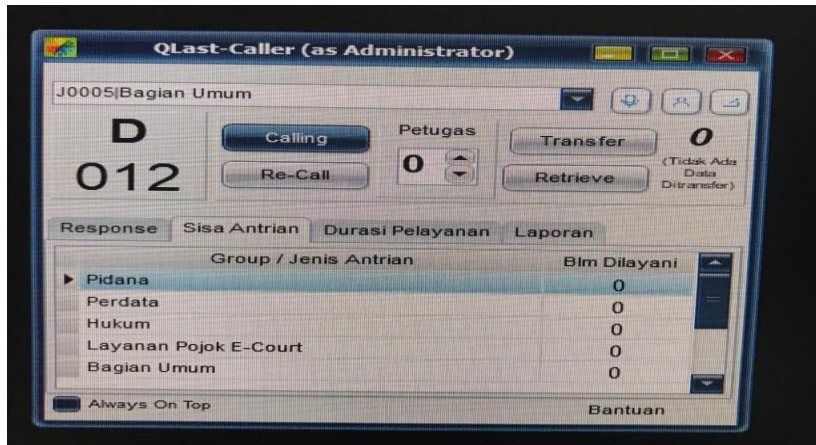 QLast-Caller (as Administrator)
J0005|Bagian Umum
D
012
Calling
Re-Call
Petugas
0
Transfer
Retrieve
0
(Tidak Ada
Data
Ditransfer)
Response Sisa Antrian Durasi Pelayanan Laporan
Group / Jenis Antrian Blm Dilayani
Pidana 0
Perdata 0
Hukum 0
Layanan Pojok E-Court 0
Bagian Umum 0
Always On Top Bantuan